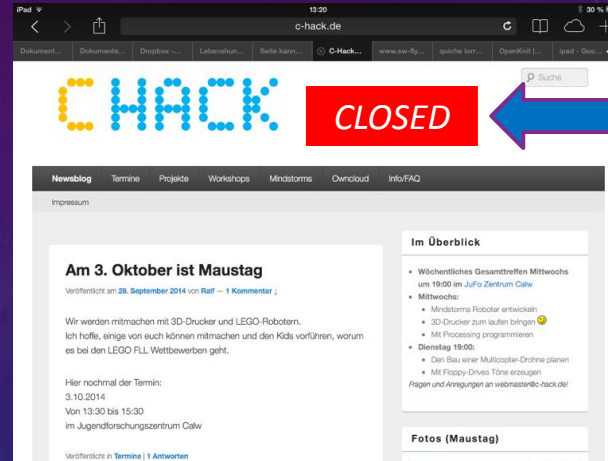 iPad 13:20 30 %
c-hack.de
Dokument... Dokumente... Dropbox -... Lebenshun... Seite kann... C-Hack... www.sw-fly... quiche lorr... OpenKnit |... ipad - Goo...
CHACK
CLOSED
Suche
Newsblog Termine Projekte Workshops Mindstorms Owncloud Info/FAQ
Impressum
Am 3. Oktober ist Maustag
Veröffentlicht am 28. September 2014 von Ralf — 1 Kommentar ↓
Wir werden mitmachen mit 3D-Drucker und LEGO-Robotern.
Ich hoffe, einige von euch können mitmachen und den Kids vorführen, worum
es bei den LEGO FLL Wettbewerben geht.
Hier nochmal der Termin:
3.10.2014
Von 13:30 bis 15:30
im Jugendforschungszentrum Calw
Veröffentlicht in Termine | 1 Antworten
Im Überblick
Wöchentliches Gesamttreffen Mittwochs
um 19:00 im JuFo Zentrum Calw
Mittwochs:
Mindstorms Roboter entwickeln
3D-Drucker zum laufen bringen
Mit Processing programmieren
Dienstag 19:00:
Den Bau einer Multicopter-Drohne planen
Mit Floppy-Drives Töne erzeugen
Fragen und Anregungen an webmaster@c-hack.de!
Fotos (Maustag)